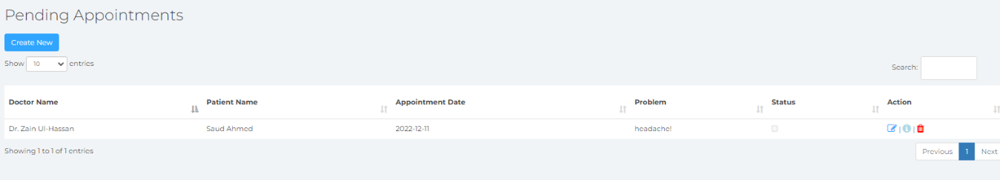 Pending Appointments
Create New
Show 10 entries
Search:
Doctor Name Patient Name Appointment Date Problem Status Action
Dr. Zain Ul-Hassan Saud Ahmed 2022-12-11 headache! | |
Showing 1 to 1 of 1 entries
Previous 1 Next